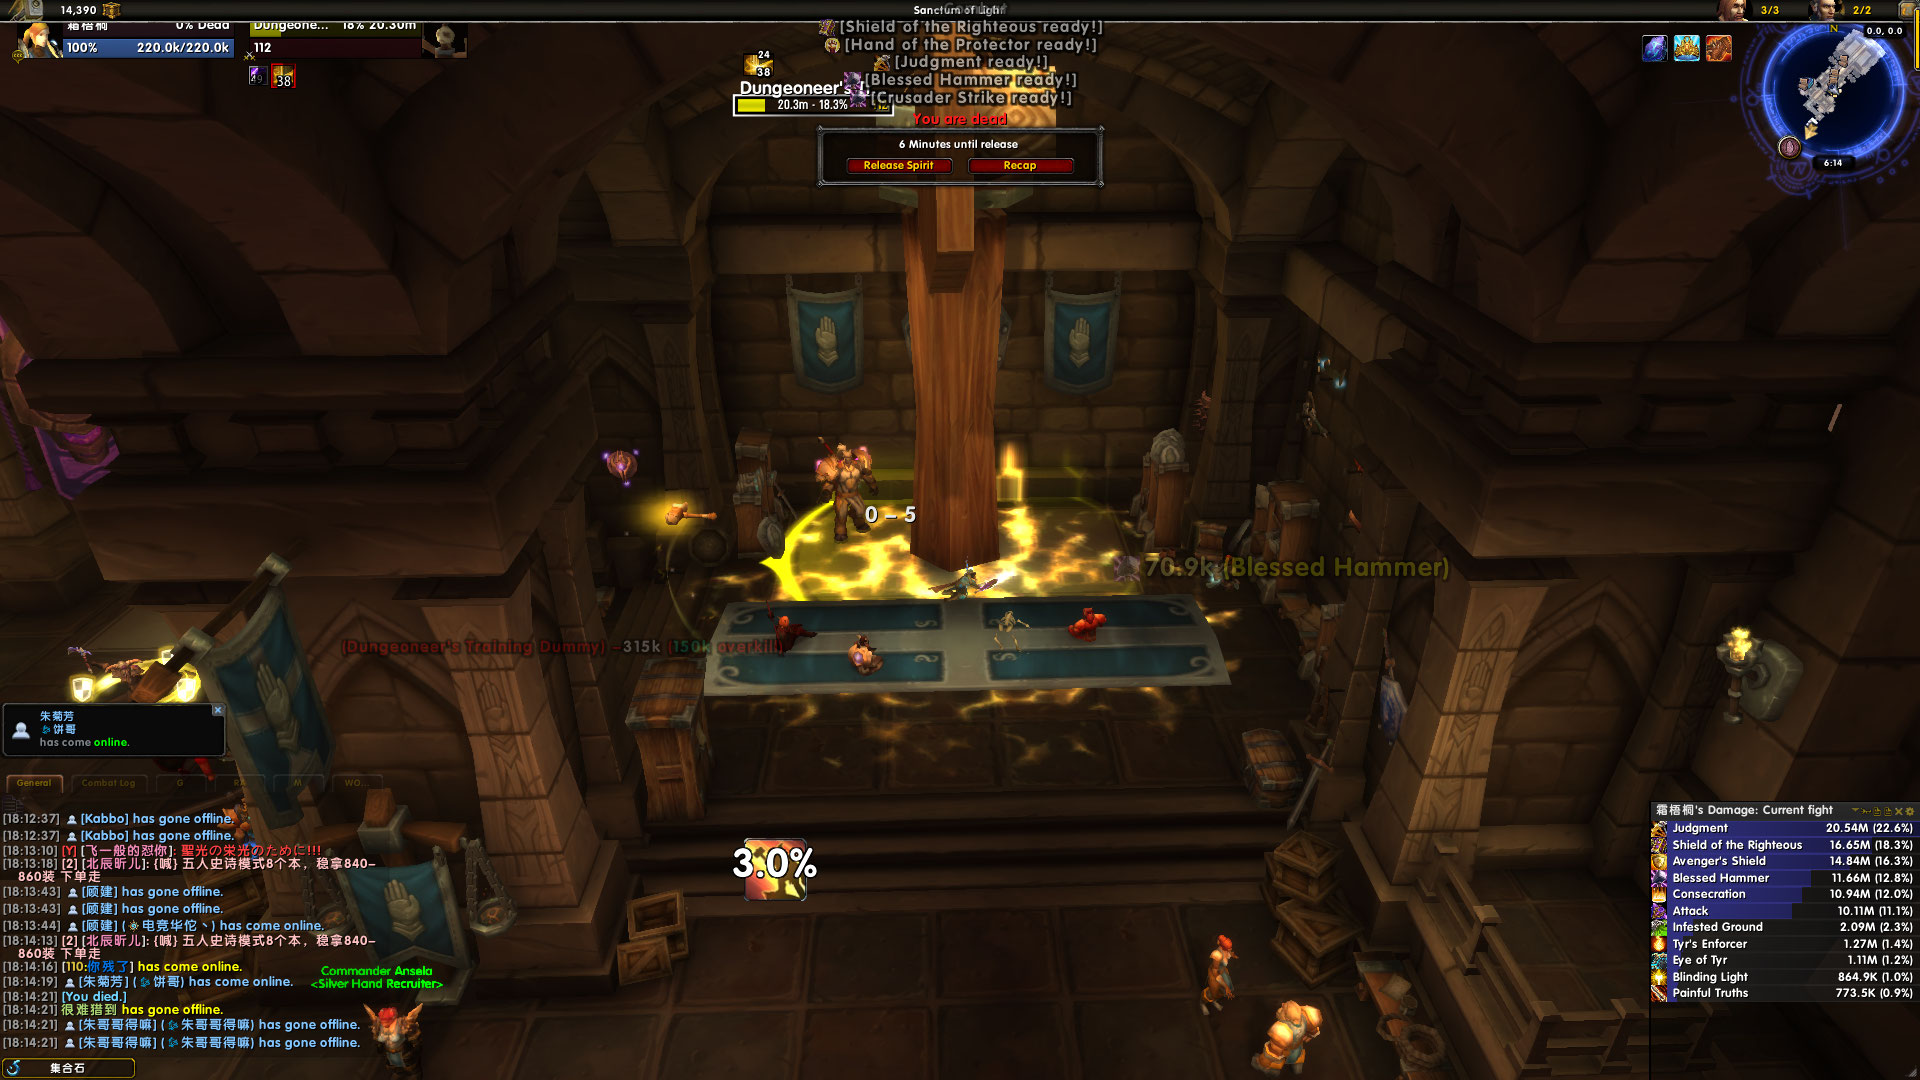 14,390
Sanctum of Light
3/3
2/2
霜梧桐
0% Dead
Dungeone... 18% 20.30m
100%
220.0k/220.0k
112
38
[Shield of the Righteous ready!]
[Hand of the Protector ready!]
[Judgment ready!]
[Blessed Hammer ready!]
[Crusader Strike ready!]
24
38
Dungeoneer's
20.3m - 18.3%
You are dead
6 Minutes until release
Release Spirit
Recap
N
0.0, 0.0
6:14
0 – 5
70.9k (Blessed Hammer)
(Dungeoneer's Training Dummy) -315k (150k overkill)
朱菊芳
饼哥
has come online.
General
Combat Log
G
M
WO...
[18:12:37] [Kabbo] has gone offline.
[18:12:37] [Kabbo] has gone offline.
[18:13:10] [Y] [飞一般的怼你]: 聖光の栄光のために!!!
[18:13:18] [2] [北辰昕儿]: {喊} 五人史诗模式8个本，稳拿840-
860装 下单走
[18:13:43] [顾建] has gone offline.
[18:13:43] [顾建] has gone offline.
[18:13:44] [顾建] (电竞华佗丶) has come online.
[18:14:13] [2] [北辰昕儿]: {喊} 五人史诗模式8个本，稳拿840-
860装 下单走
[18:14:16] [110:你残了] has come online.
[18:14:19] [朱菊芳] (饼哥) has come online.
[18:14:21] [You died.]
[18:14:21] 很难猎到 has gone offline.
[18:14:21] [朱哥哥得嘛] (朱哥哥得嘛) has gone offline.
[18:14:21] [朱哥哥得嘛] (朱哥哥得嘛) has gone offline.
集合石
Commander Ansela
<Silver Hand Recruiter>
3.0%
霜梧桐's Damage: Current fight
Judgment 20.54M (22.6%)
Shield of the Righteous 16.65M (18.3%)
Avenger's Shield 14.84M (16.3%)
Blessed Hammer 11.66M (12.8%)
Consecration 10.94M (12.0%)
Attack 10.11M (11.1%)
Infested Ground 2.09M (2.3%)
Tyr's Enforcer 1.27M (1.4%)
Eye of Tyr 1.11M (1.2%)
Blinding Light 864.9K (1.0%)
Painful Truths 773.5K (0.9%)